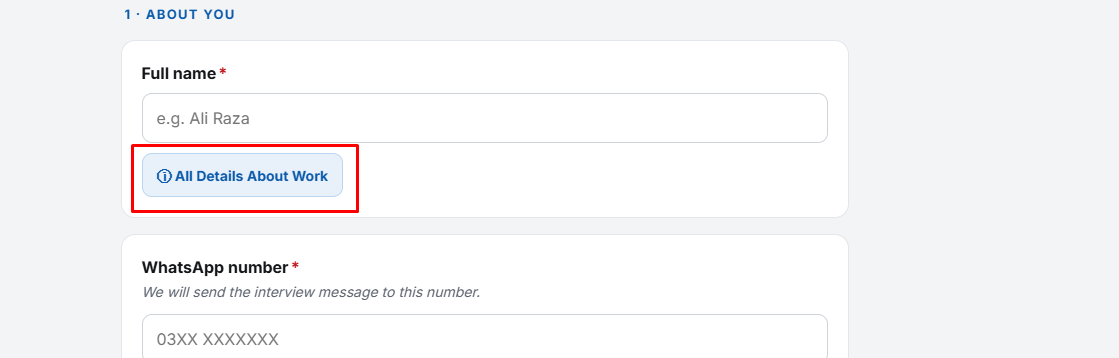 1 · ABOUT YOU
Full name *
e.g. Ali Raza
ⓘ All Details About Work
WhatsApp number *
We will send the interview message to this number.
03XX XXXXXXX